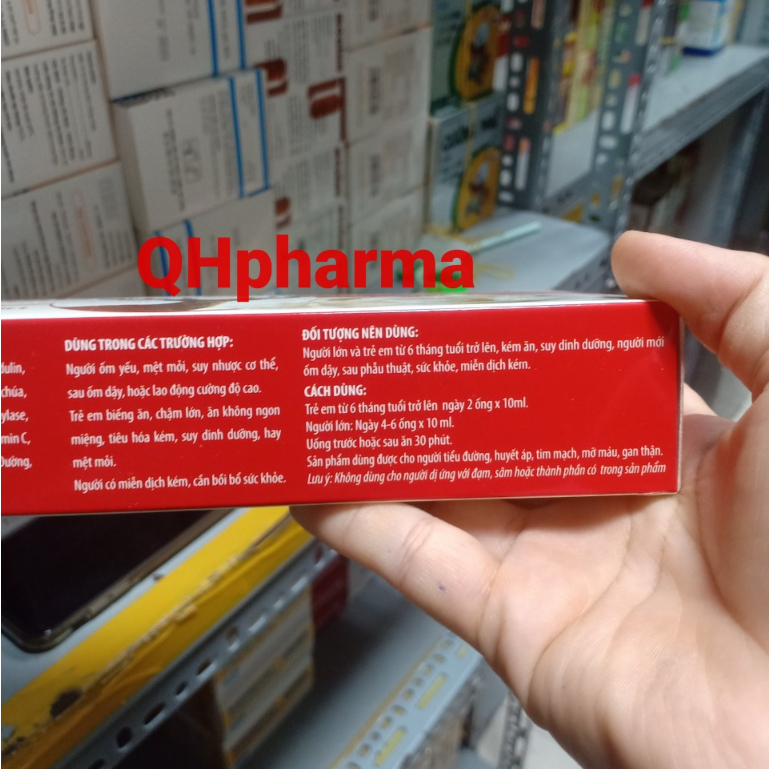 QHpharma
dulin,
chúa,
ylase,
min C,
Đường,
DÙNG TRONG CÁC TRƯỜNG HỢP:
Người ốm yếu, mệt mỏi, suy nhược cơ thể,
sau ốm dậy, hoặc lao động cường độ cao.
Trẻ em biếng ăn, chậm lớn, ăn không ngon
miệng, tiêu hóa kém, suy dinh dưỡng, hay
mệt mỏi.
Người có miễn dịch kém, cần bồi bổ sức khỏe.
ĐỐI TƯỢNG NÊN DÙNG:
Người lớn và trẻ em từ 6 tháng tuổi trở lên, kém ăn, suy dinh dưỡng, người mới
ốm dậy, sau phẫu thuật, sức khỏe, miễn dịch kém.
CÁCH DÙNG:
Trẻ em từ 6 tháng tuổi trở lên ngày 2 ống x 10ml.
Người lớn: Ngày 4-6 ống x 10 ml.
Uống trước hoặc sau ăn 30 phút.
Sản phẩm dùng được cho người tiểu đường, huyết áp, tim mạch, mỡ máu, gan thận.
Lưu ý: Không dùng cho người dị ứng với đạm, sâm hoặc thành phần có trong sản phẩm